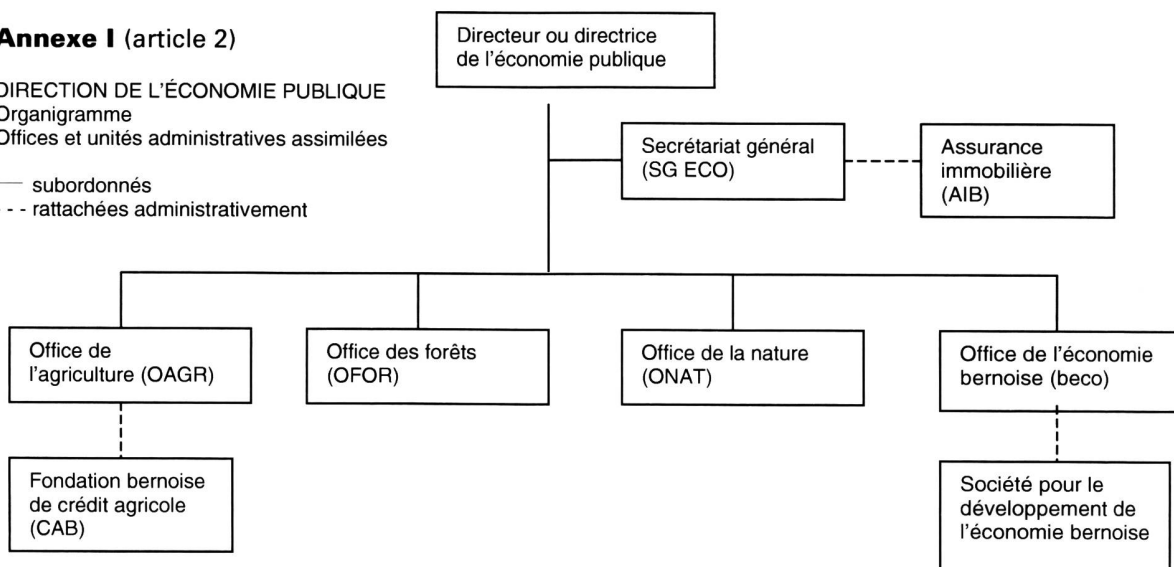 Annexe I (article 2)
DIRECTION DE L'ÉCONOMIE PUBLIQUE
Organigramme
Offices et unités administratives assimilées
— subordonnés
- - - rattachées administrativement
Directeur ou directrice
de l'économie publique
Secrétariat général
(SG ECO)
Assurance
immobilière
(AIB)
Office de
l'agriculture (OAGR)
Office des forêts
(OFOR)
Office de la nature
(ONAT)
Office de l'économie
bernoise (beco)
Fondation bernoise
de crédit agricole
(CAB)
Société pour le
développement de
l'économie bernoise